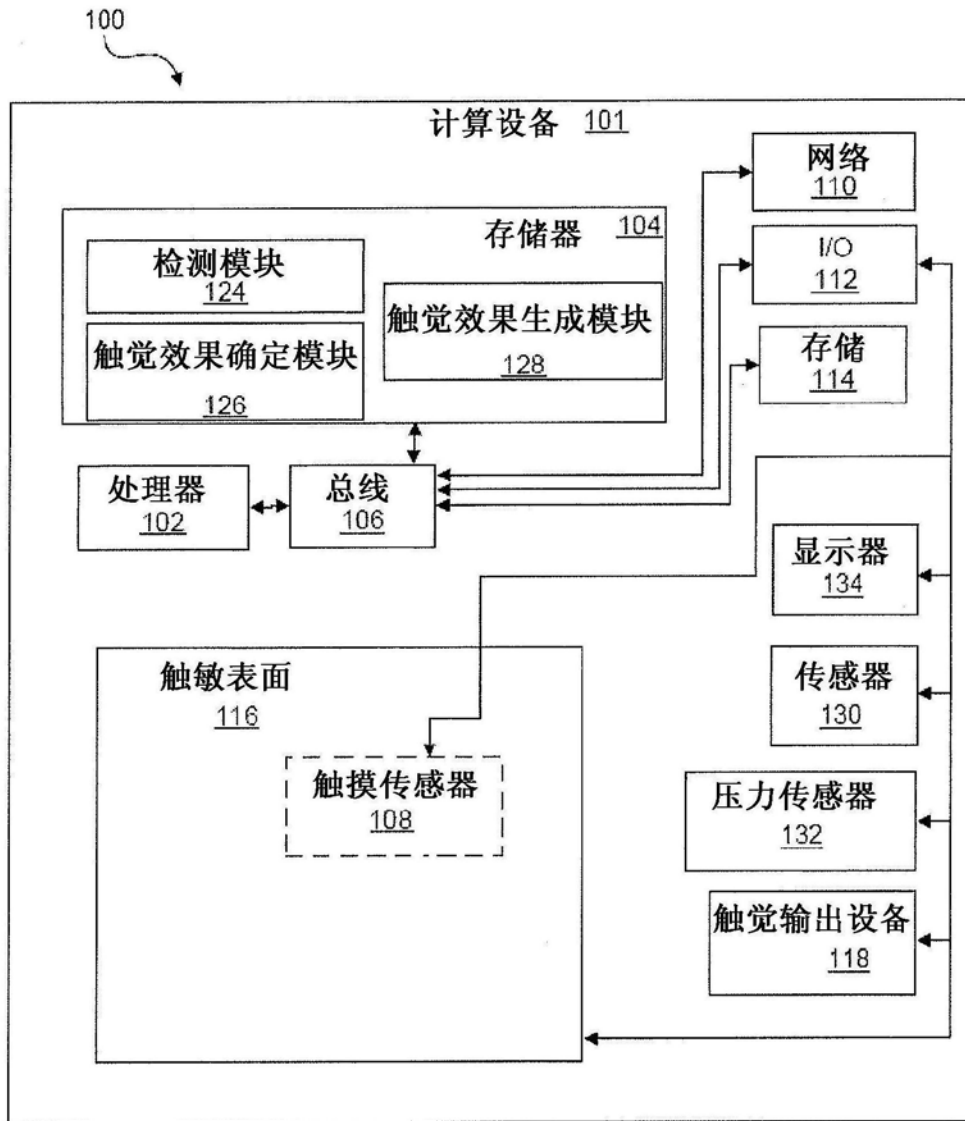 100
计算设备 101
网络
110
存储器 104
I/O
112
检测模块
124
触觉效果生成模块
128
触觉效果确定模块
126
存储
114
处理器
102
总线
106
显示器
134
触敏表面
116
传感器
130
触摸传感器
108
压力传感器
132
触觉输出设备
118